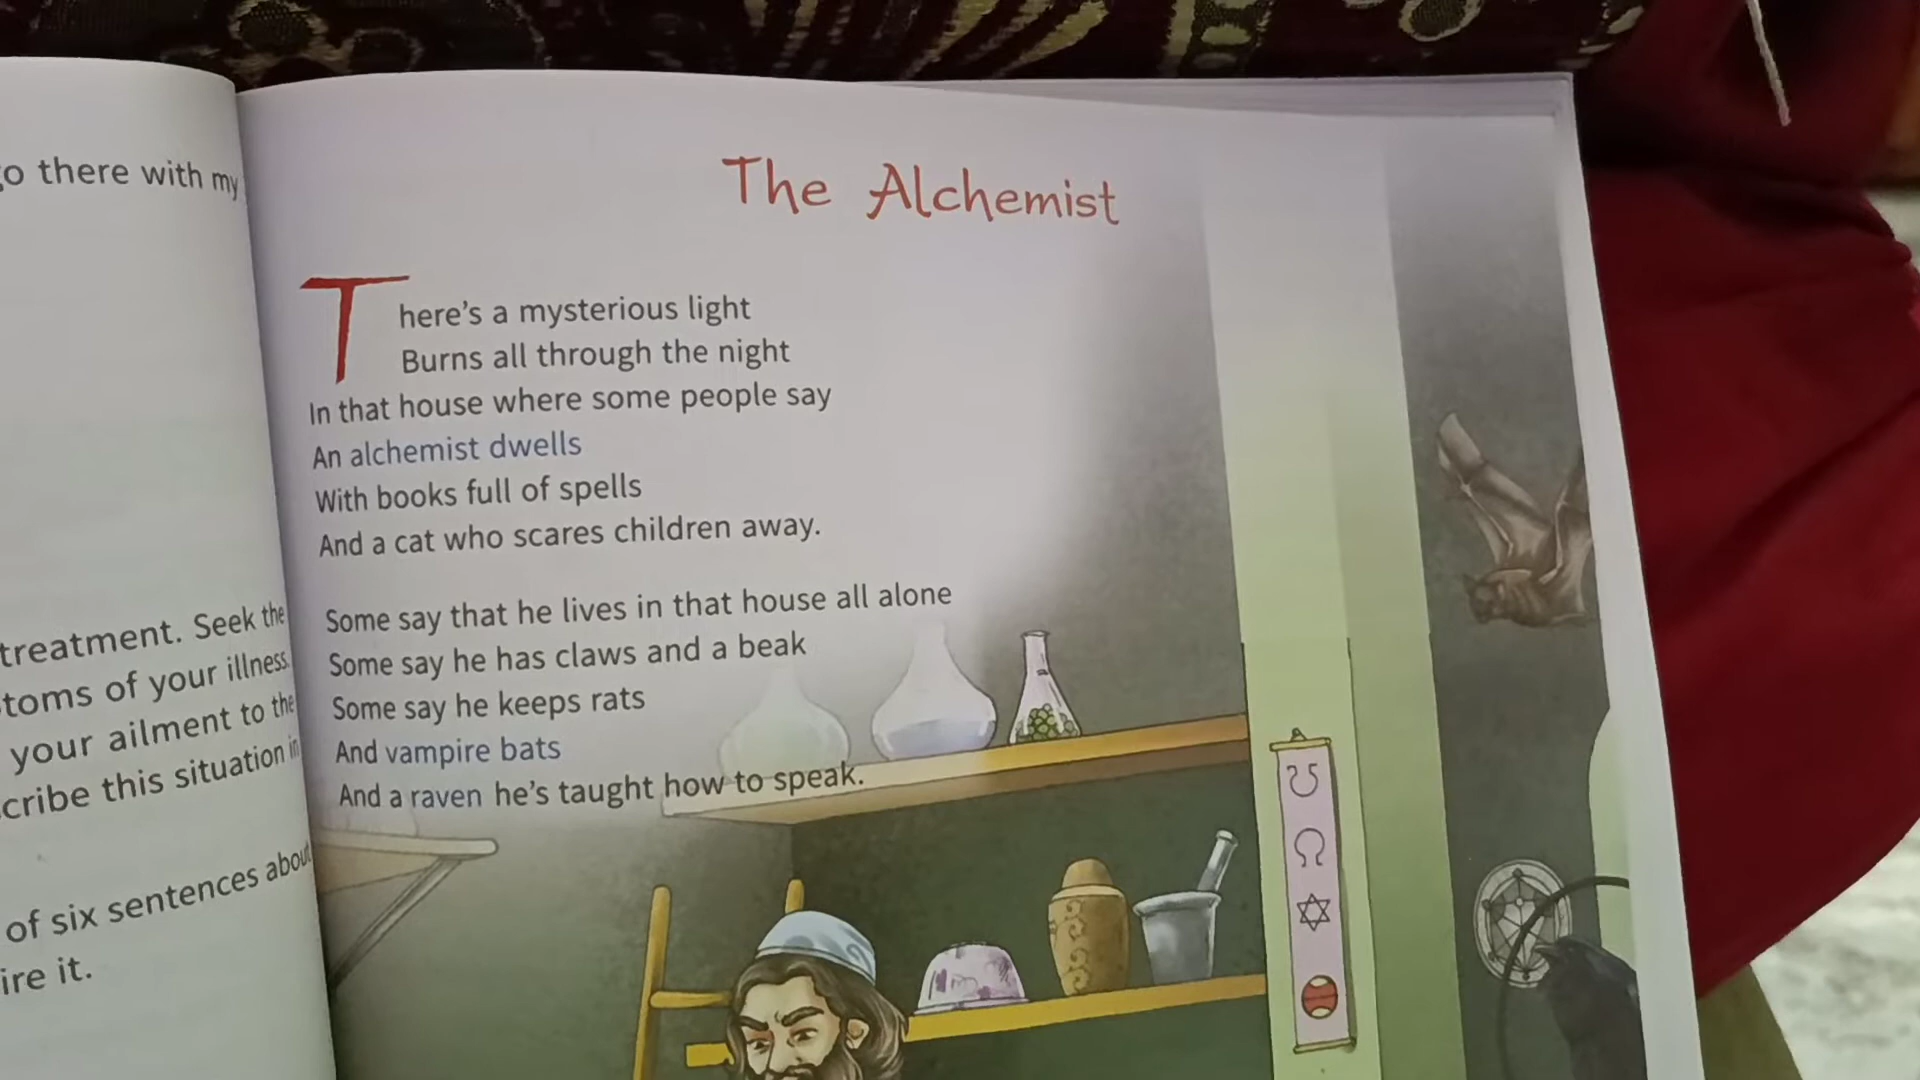 o there with my
treatment. Seek the
toms of your illness.
your ailment to the
cribe this situation in
of six sentences about
ire it.
The Alchemist
There's a mysterious light
Burns all through the night
In that house where some people say
An alchemist dwells
With books full of spells
And a cat who scares children away.
Some say that he lives in that house all alone
Some say he has claws and a beak
Some say he keeps rats
And vampire bats
And a raven he's taught how to speak.